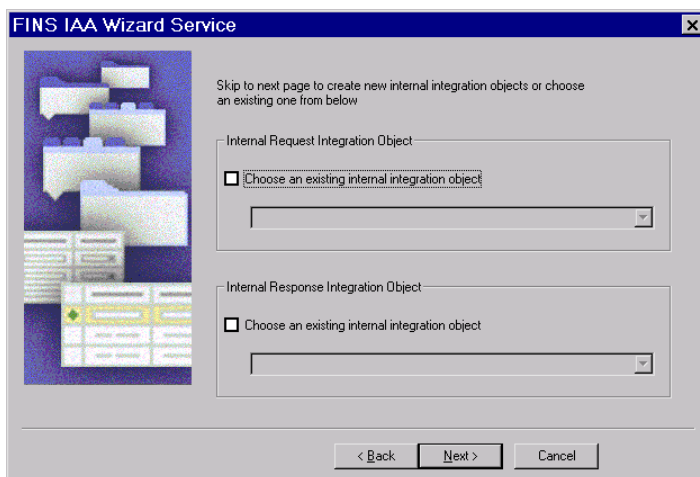 FINS IAA Wizard Service
Skip to next page to create new internal integration objects or choose
an existing one from below
Internal Request Integration Object
Choose an existing internal integration object
Internal Response Integration Object
Choose an existing internal integration object
< Back
Next >
Cancel